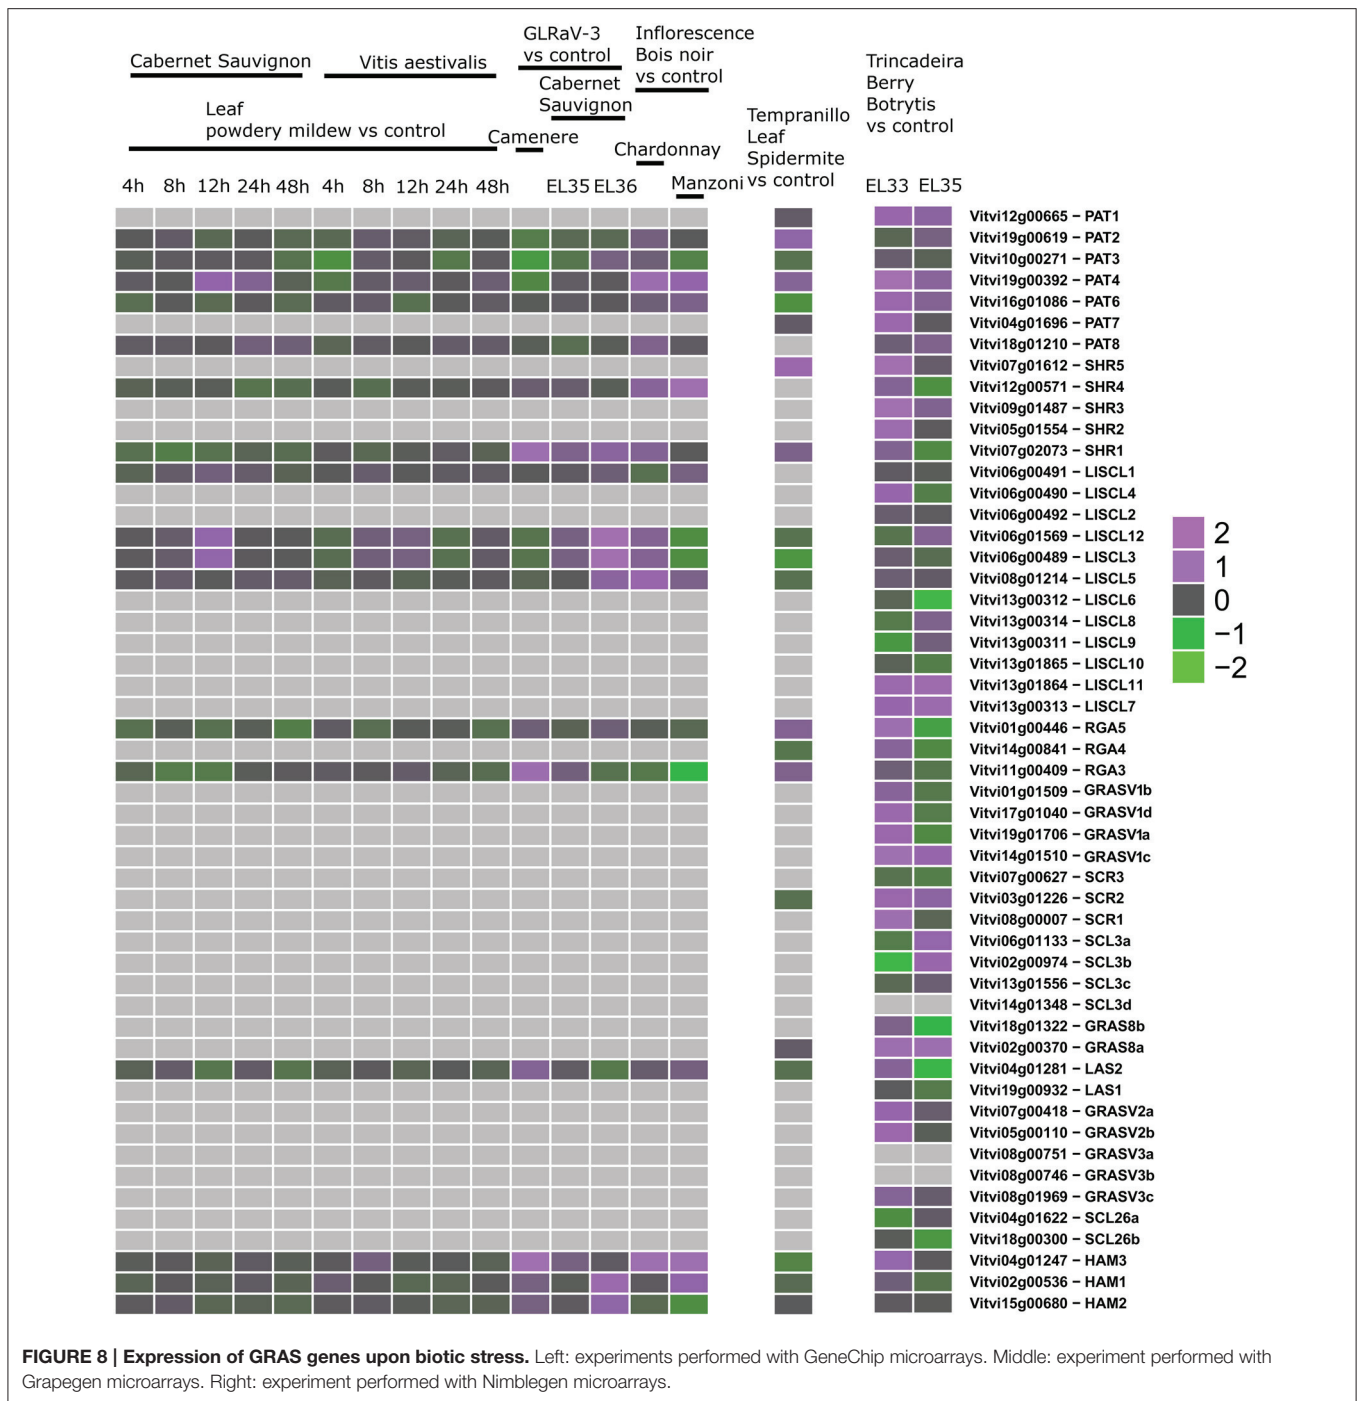 Cabernet Sauvignon
Vitis aestivalis
GLRaV-3
vs control
Inflorescence
Bois noir
vs control
Cabernet
Sauvignon
Leaf
powdery mildew vs control
Camenere
Chardonnay
Manzoni
Tempranillo
Leaf
Spidermite
vs control
Trincadeira
Berry
Botrytis
vs control
4h 8h 12h 24h 48h 4h 8h 12h 24h 48h EL35 EL36
EL33 EL35
Vitvi12g00665 – PAT1
Vitvi19g00619 – PAT2
Vitvi10g00271 – PAT3
Vitvi19g00392 – PAT4
Vitvi16g01086 – PAT6
Vitvi04g01696 – PAT7
Vitvi18g01210 – PAT8
Vitvi07g01612 – SHR5
Vitvi12g00571 – SHR4
Vitvi09g01487 – SHR3
Vitvi05g01554 – SHR2
Vitvi07g02073 – SHR1
Vitvi06g00491 – LISCL1
Vitvi06g00490 – LISCL4
Vitvi06g00492 – LISCL2
Vitvi06g01569 – LISCL12
Vitvi06g00489 – LISCL3
Vitvi08g01214 – LISCL5
Vitvi13g00312 – LISCL6
Vitvi13g00314 – LISCL8
Vitvi13g00311 – LISCL9
Vitvi13g01865 – LISCL10
Vitvi13g01864 – LISCL11
Vitvi13g00313 – LISCL7
Vitvi01g00446 – RGA5
Vitvi14g00841 – RGA4
Vitvi11g00409 – RGA3
Vitvi01g01509 – GRASV1b
Vitvi17g01040 – GRASV1d
Vitvi19g01706 – GRASV1a
Vitvi14g01510 – GRASV1c
Vitvi07g00627 – SCR3
Vitvi03g01226 – SCR2
Vitvi08g00007 – SCR1
Vitvi06g01133 – SCL3a
Vitvi02g00974 – SCL3b
Vitvi13g01556 – SCL3c
Vitvi14g01348 – SCL3d
Vitvi18g01322 – GRAS8b
Vitvi02g00370 – GRAS8a
Vitvi04g01281 – LAS2
Vitvi19g00932 – LAS1
Vitvi07g00418 – GRASV2a
Vitvi05g00110 – GRASV2b
Vitvi08g00751 – GRASV3a
Vitvi08g00746 – GRASV3b
Vitvi08g01969 – GRASV3c
Vitvi04g01622 – SCL26a
Vitvi18g00300 – SCL26b
Vitvi04g01247 – HAM3
Vitvi02g00536 – HAM1
Vitvi15g00680 – HAM2
2
1
0
−1
−2
FIGURE 8 | Expression of GRAS genes upon biotic stress. Left: experiments performed with GeneChip microarrays. Middle: experiment performed with
Grapegen microarrays. Right: experiment performed with Nimblegen microarrays.